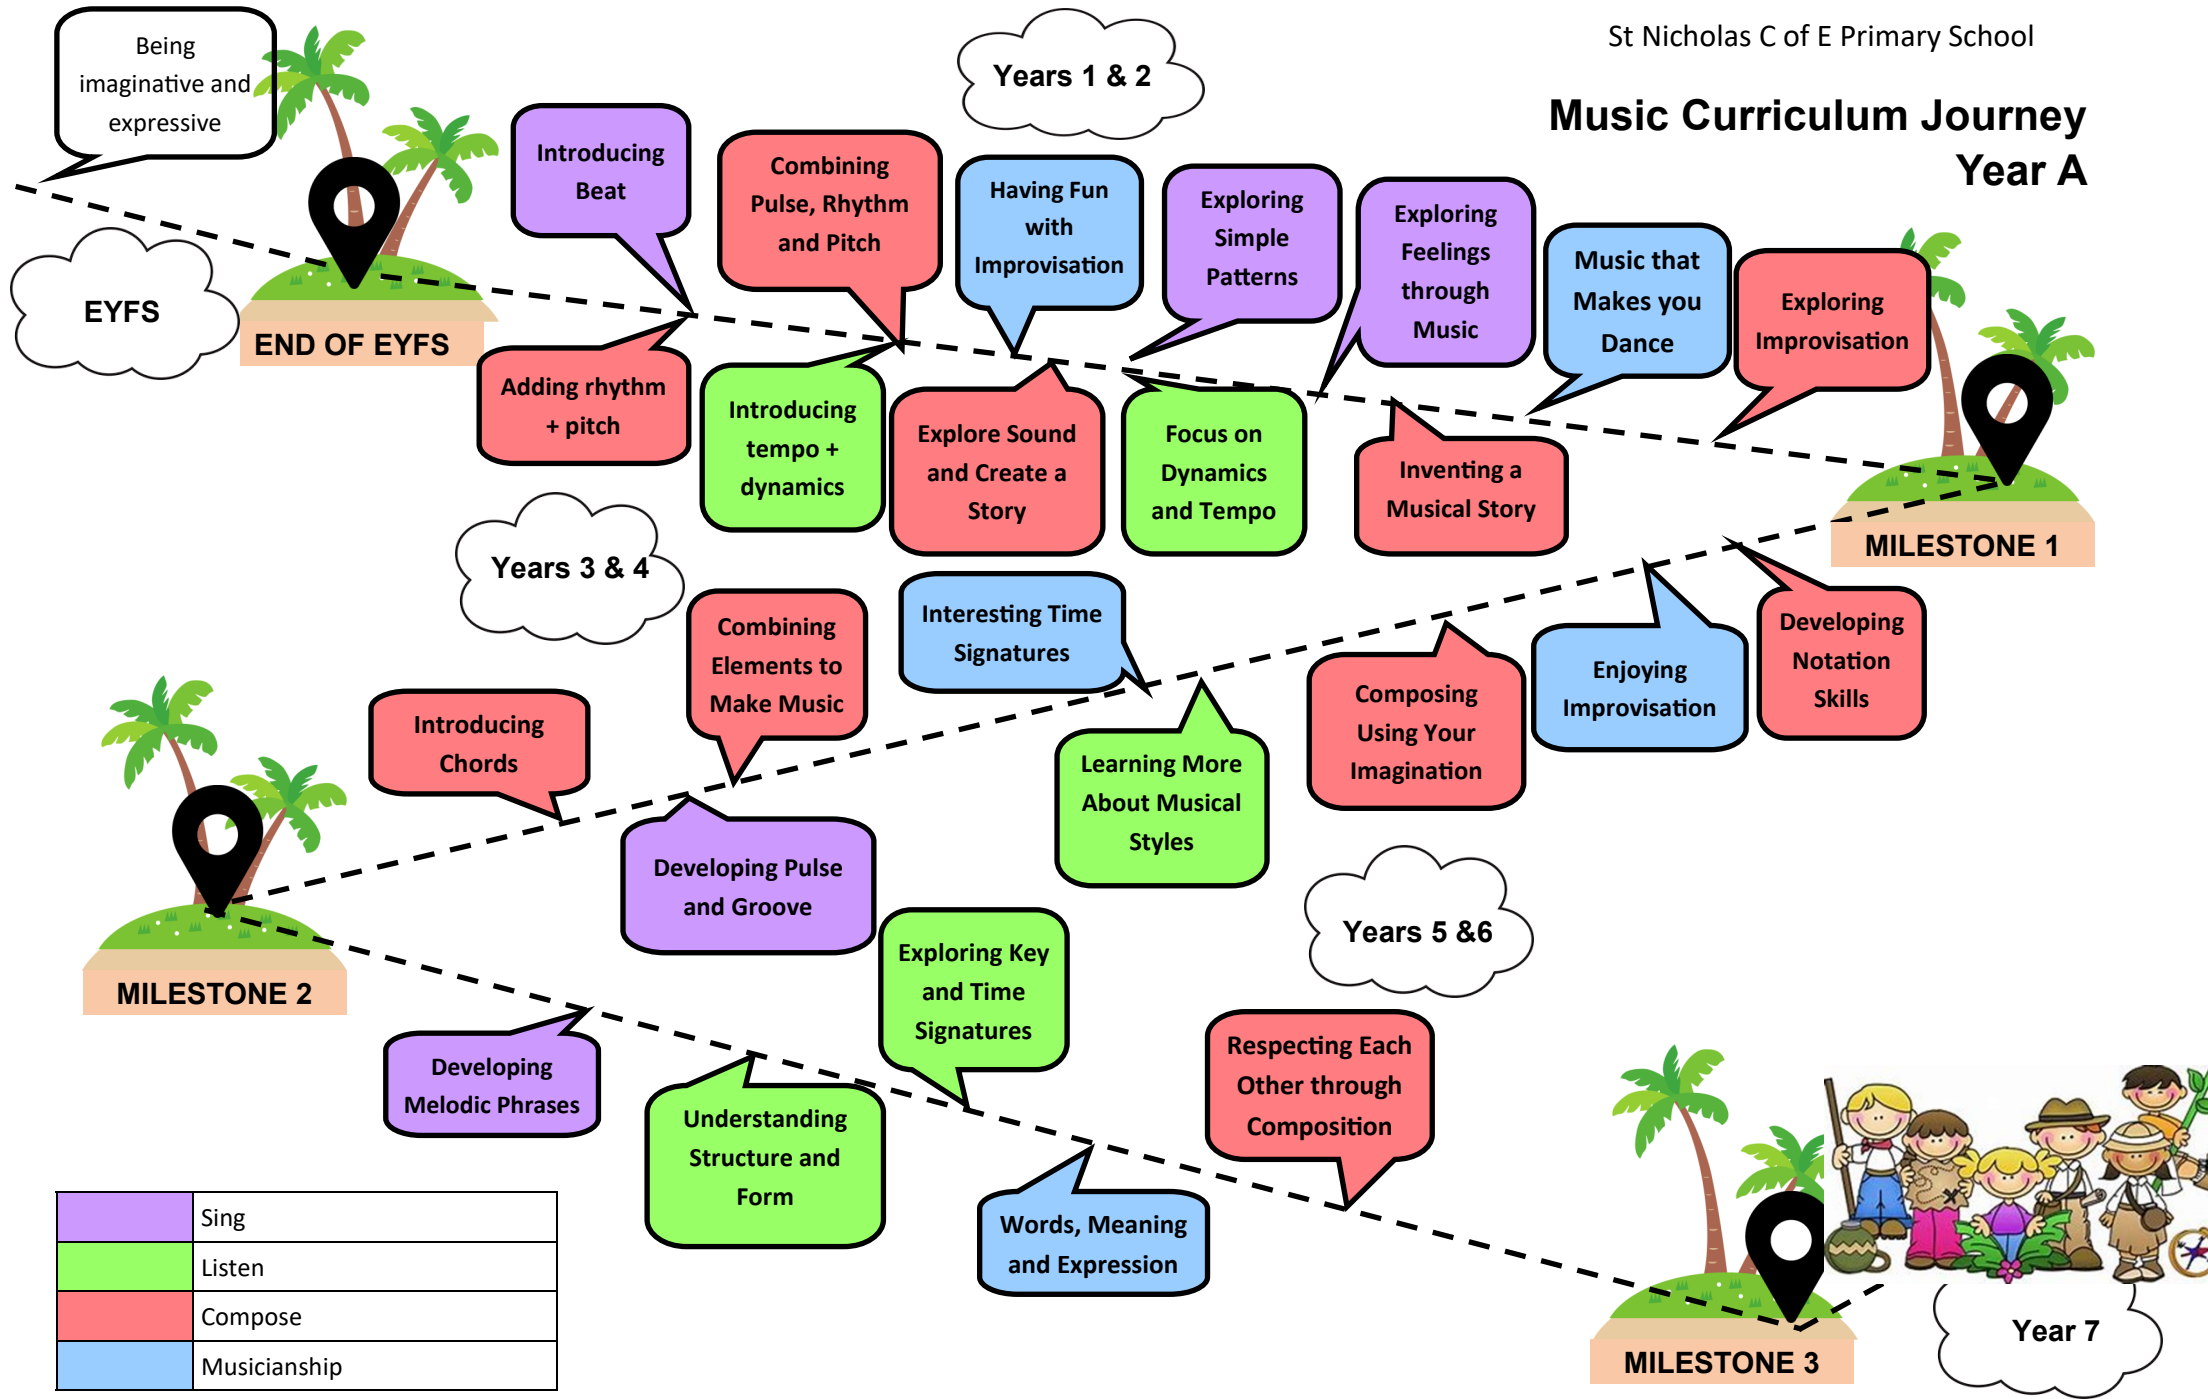 St Nicholas C of E Primary School
Music Curriculum Journey
Year A
Being
imaginative and
expressive
EYFS
END OF EYFS
Years 1 & 2
Introducing
Beat
Adding rhythm
+ pitch
Combining
Pulse, Rhythm
and Pitch
Introducing
tempo +
dynamics
Having Fun
with
Improvisation
Explore Sound
and Create a
Story
Exploring
Simple
Patterns
Focus on
Dynamics
and Tempo
Exploring
Feelings
through
Music
Inventing a
Musical Story
Music that
Makes you
Dance
Exploring
Improvisation
MILESTONE 1
Years 3 & 4
Developing
Notation
Skills
Enjoying
Improvisation
Composing
Using Your
Imagination
Learning More
About Musical
Styles
Interesting Time
Signatures
Combining
Elements to
Make Music
Developing Pulse
and Groove
Introducing
Chords
MILESTONE 2
Years 5 &6
Developing
Melodic Phrases
Understanding
Structure and
Form
Exploring Key
and Time
Signatures
Words, Meaning
and Expression
Respecting Each
Other through
Composition
MILESTONE 3
Year 7
Sing
Listen
Compose
Musicianship